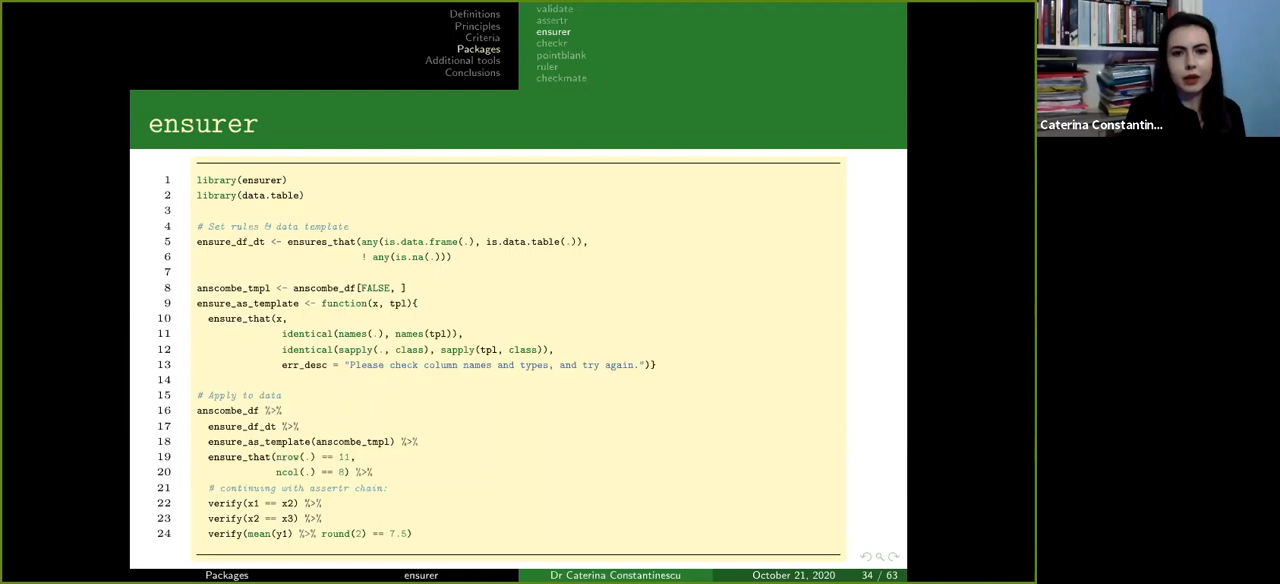 Definitions
Principles
Criteria
Packages
Additional tools
Conclusions
validate
assertr
ensurer
checkr
pointblank
ruler
checkmate
ensurer
1 library(ensurer)
2 library(data.table)
3
4 # Set rules & data template
5 ensure_df_dt <- ensures_that(any(is.data.frame(.), is.data.table(.)),
6 ! any(is.na(.)))
7
8 anscombe_tmpl <- anscombe_df[FALSE, ]
9 ensure_as_template <- function(x, tpl){
10 ensure_that(x,
11 identical(names(.), names(tpl)),
12 identical(sapply(., class), sapply(tpl, class)),
13 err_desc = "Please check column names and types, and try again.")}
14
15 # Apply to data
16 anscombe_df %>%
17 ensure_df_dt %>%
18 ensure_as_template(anscombe_tmpl) %>%
19 ensure_that(nrow(.) == 11,
20 ncol(.) == 8) %>%
21 # continuing with assertr chain:
22 verify(x1 == x2) %>%
23 verify(x2 == x3) %>%
24 verify(mean(y1) %>% round(2) == 7.5)
Packages ensurer Dr Caterina Constantinescu October 21, 2020 34 / 63
Caterina Constantin...